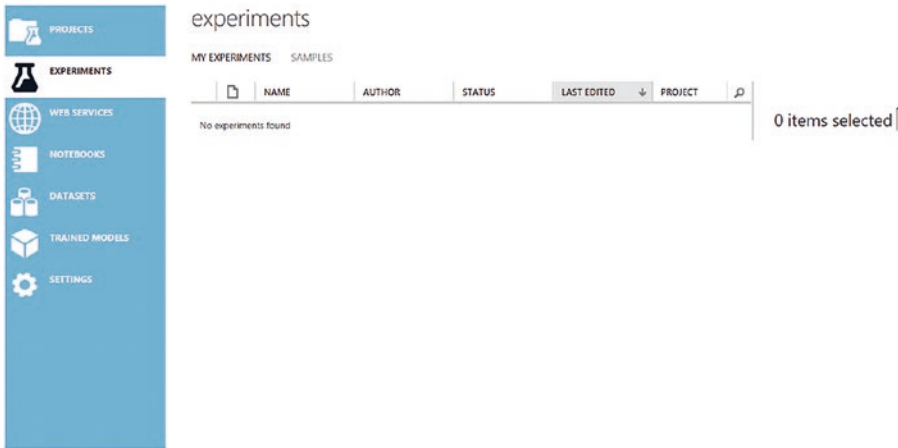 PROJECTS
EXPERIMENTS
WEB SERVICES
NOTEBOOKS
DATASETS
TRAINED MODELS
SETTINGS
experiments
MY EXPERIMENTS SAMPLES
NAME AUTHOR STATUS LAST EDITED PROJECT
No experiments found
0 items selected